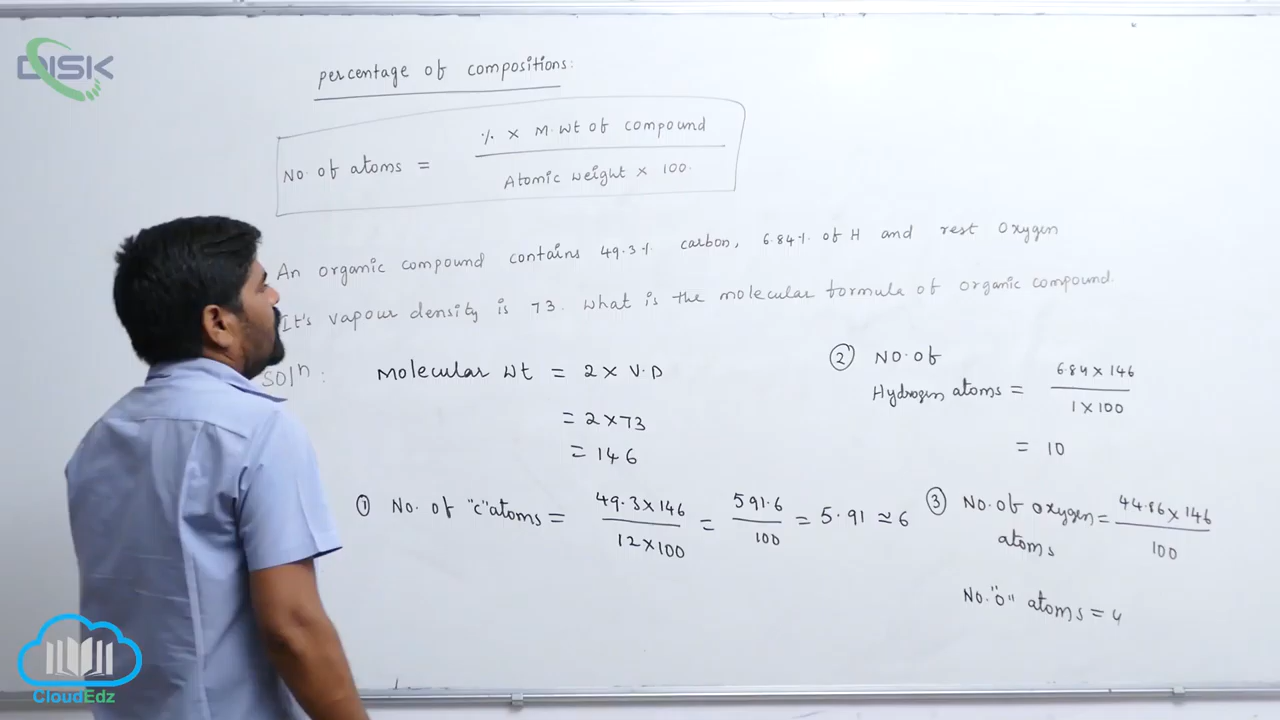 DISK
percentage of compositions:
No. of atoms = % × M.wt of compound / Atomic weight × 100.
An organic compound contains 49.3% carbon, 6.84% of H and rest Oxygen
It's vapour density is 73. What is the molecular formula of organic compound.
Solⁿ :
Molecular wt = 2 × V.D
= 2 × 73
= 146
① No. of "C" atoms = 49.3 × 146 / 12 × 100 = 591.6 / 100 = 5.91 ≃ 6
② NO. of
Hydrogen atoms = 6.84 × 146 / 1 × 100
= 10
③ No. of oxygen atoms = 44.86 × 146 / 100
No. "O" atoms = 4
CloudEdz